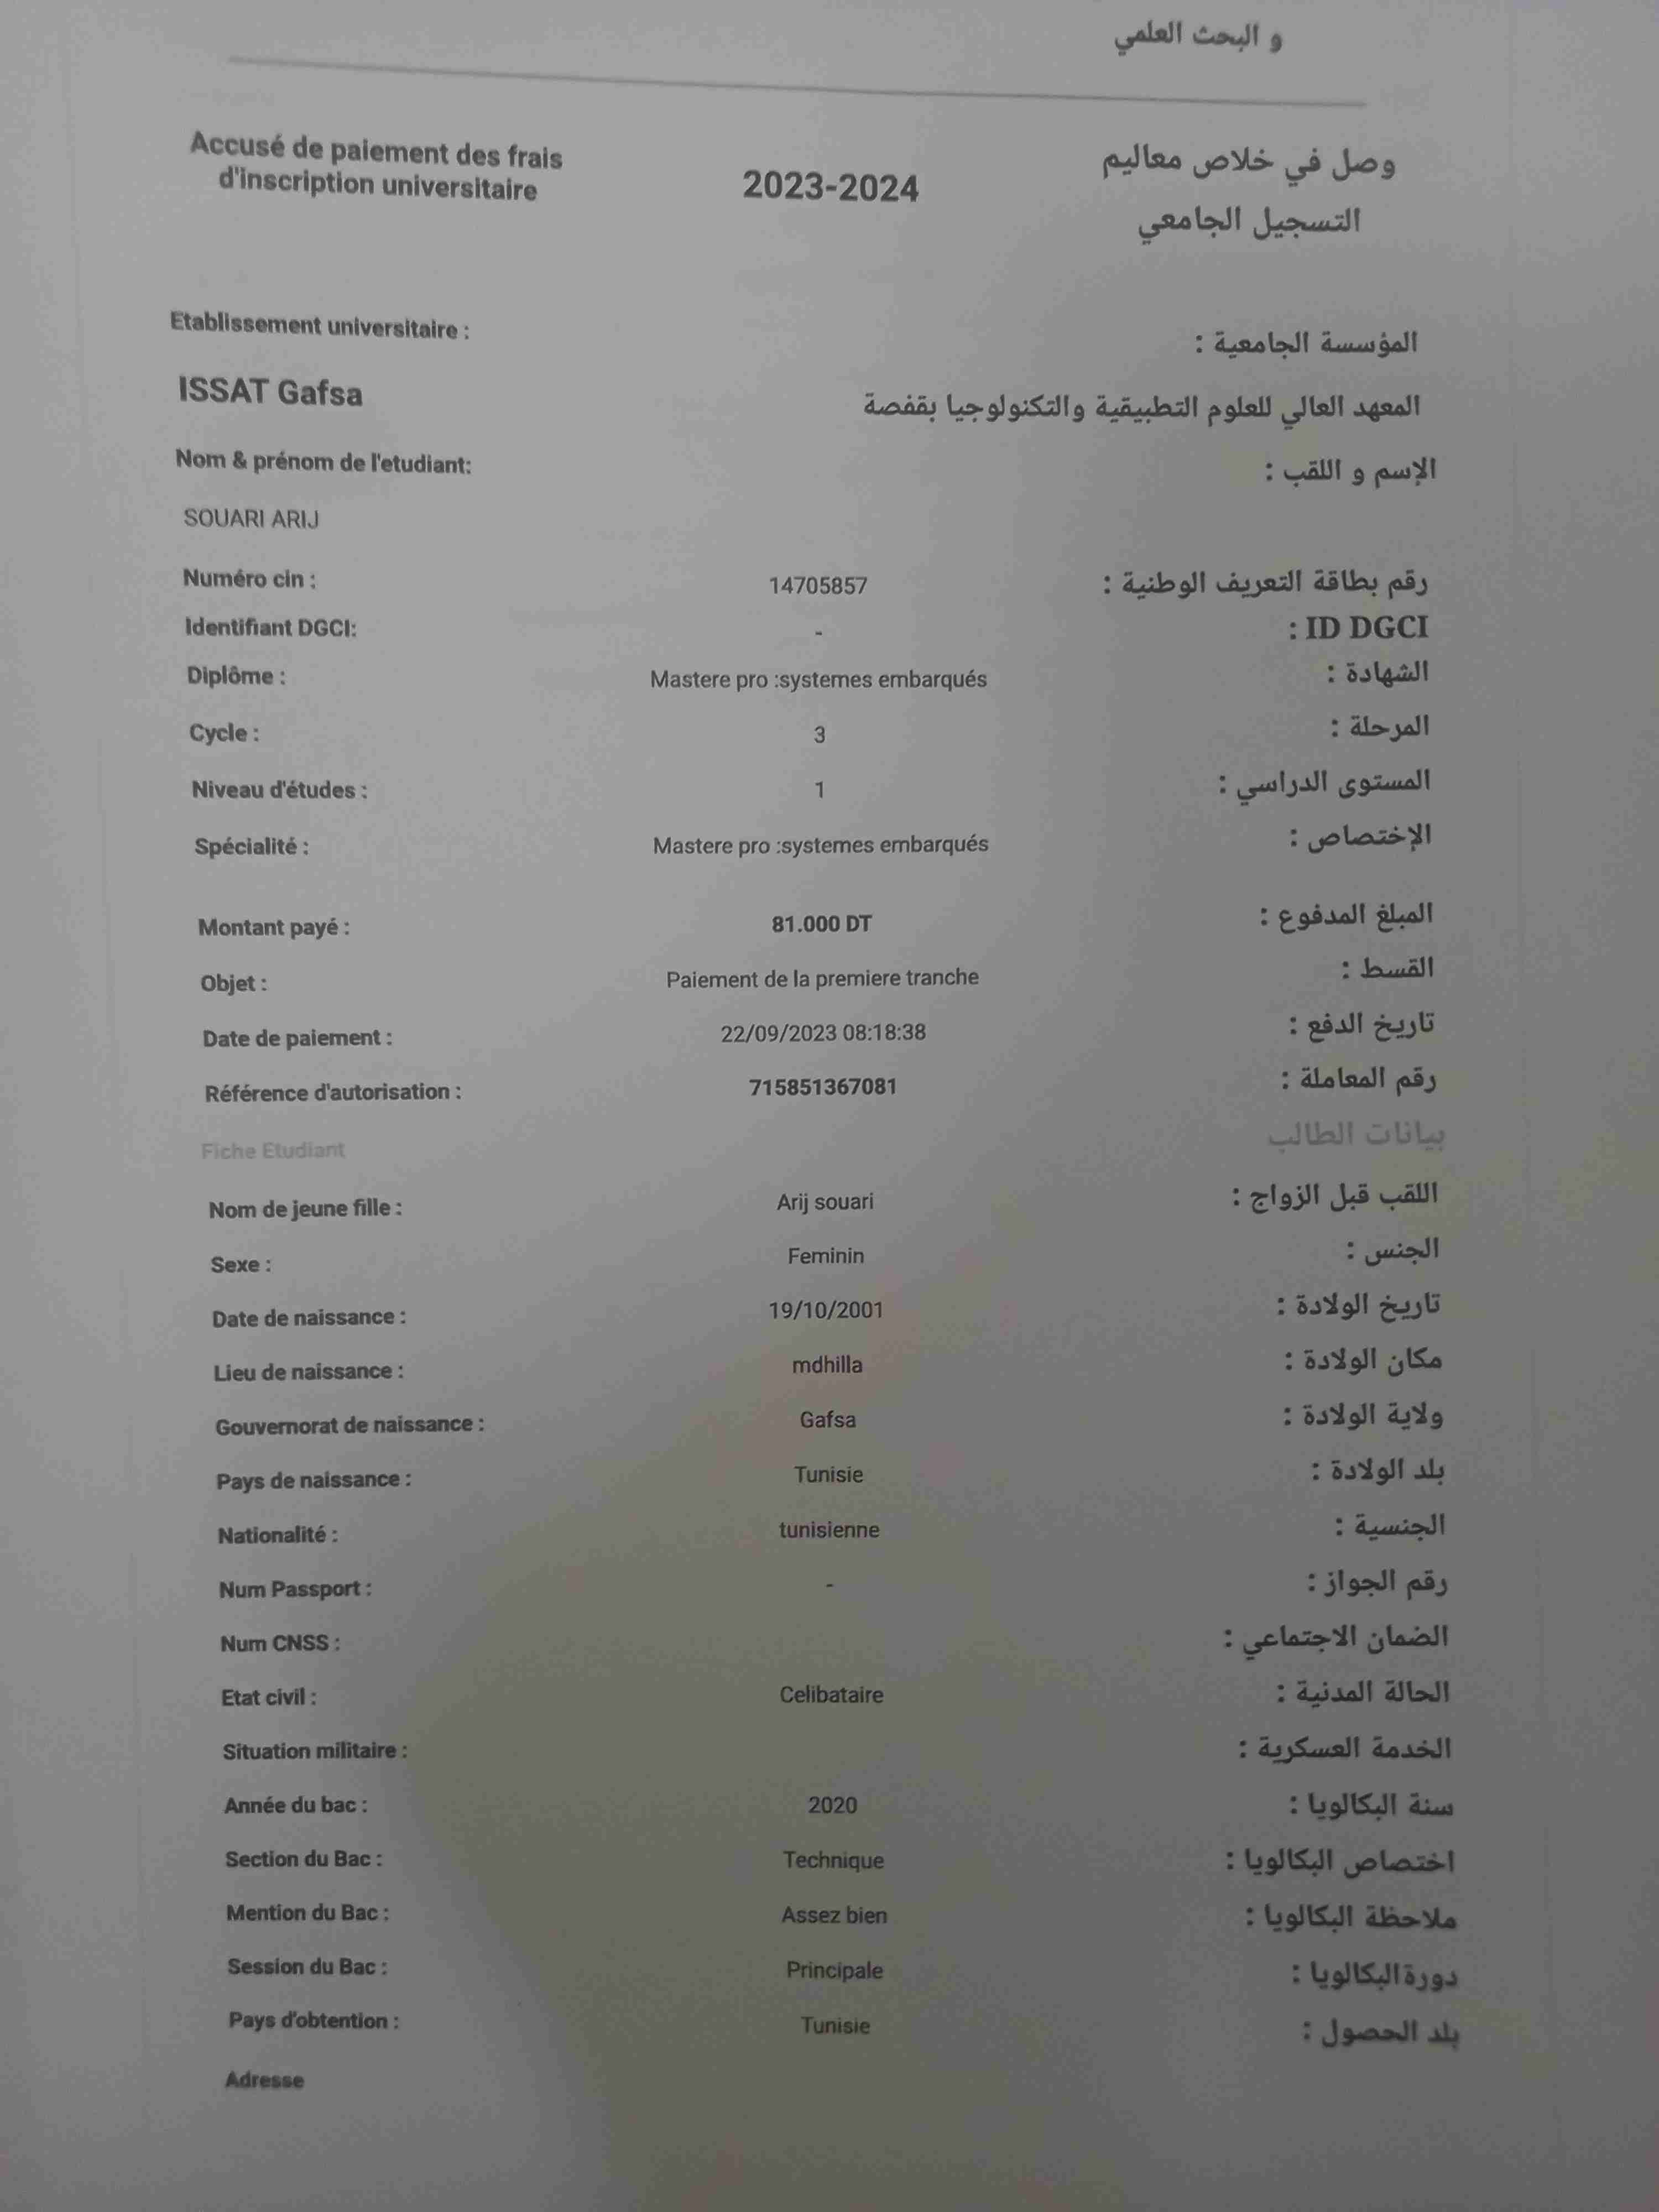 و البحث العلمي
Accusé de paiement des frais
d'inscription universitaire
2023-2024
وصل في خلاص معاليم
التسجيل الجامعي
Etablissement universitaire :
المؤسسة الجامعية :
ISSAT Gafsa
المعهد العالي للعلوم التطبيقية والتكنولوجيا بقفصة
Nom & prénom de l'etudiant:
الإسم و اللقب :
SOUARI ARIJ
Numéro cin : 14705857 رقم بطاقة التعريف الوطنية :
Identifiant DGCI: - ID DGCI :
Diplôme : Mastere pro :systemes embarqués الشهادة :
Cycle : 3 المرحلة :
Niveau d'études : 1 المستوى الدراسي :
Spécialité : Mastere pro :systemes embarqués الإختصاص :
Montant payé : 81.000 DT المبلغ المدفوع :
Objet : Paiement de la premiere tranche القسط :
Date de paiement : 22/09/2023 08:18:38 تاريخ الدفع :
Référence d'autorisation : 715851367081 رقم المعاملة :
Fiche Etudiant بيانات الطالب
Nom de jeune fille : Arij souari اللقب قبل الزواج :
Sexe : Feminin الجنس :
Date de naissance : 19/10/2001 تاريخ الولادة :
Lieu de naissance : mdhilla مكان الولادة :
Gouvernorat de naissance : Gafsa ولاية الولادة :
Pays de naissance : Tunisie بلد الولادة :
Nationalité : tunisienne الجنسية :
Num Passport : - رقم الجواز :
Num CNSS : الضمان الاجتماعي :
Etat civil : Celibataire الحالة المدنية :
Situation militaire : الخدمة العسكرية :
Année du bac : 2020 سنة البكالويا :
Section du Bac : Technique اختصاص البكالويا :
Mention du Bac : Assez bien ملاحظة البكالويا :
Session du Bac : Principale دورةالبكالويا :
Pays d'obtention : Tunisie بلد الحصول :
Adresse